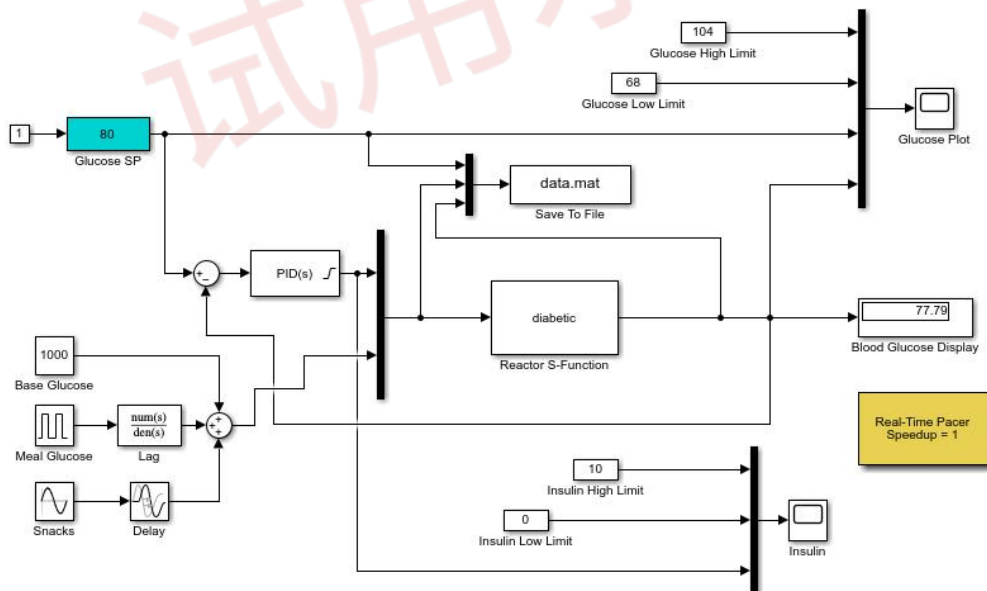 试用
104
Glucose High Limit
68
Glucose Low Limit
Glucose Plot
1
80
Glucose SP
data.mat
Save To File
PID(s)
diabetic
Reactor S-Function
77.79
Blood Glucose Display
1000
Base Glucose
Meal Glucose
num(s)
den(s)
Lag
Snacks
Delay
Real-Time Pacer
Speedup = 1
10
Insulin High Limit
0
Insulin Low Limit
Insulin